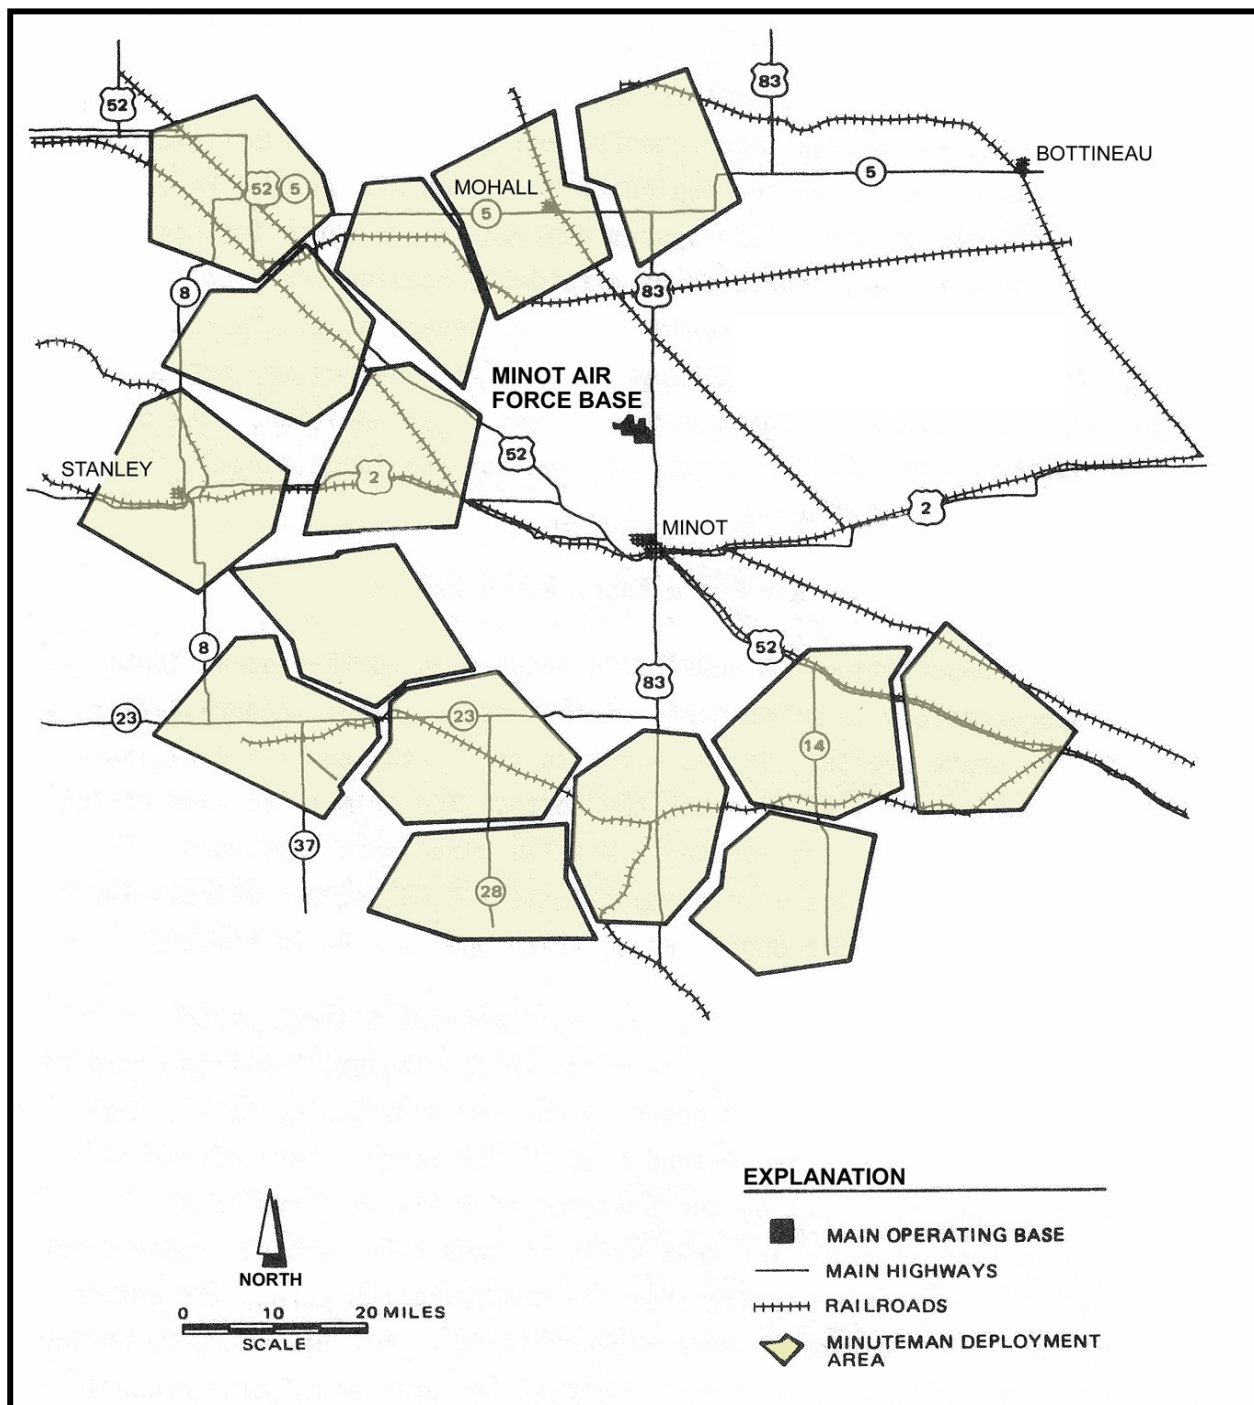 83
52
BOTTINEAU
5
52
5
MOHALL
5
8
83
MINOT AIR
FORCE BASE
52
STANLEY
2
2
MINOT
8
52
83
23
23
14
37
28
EXPLANATION
MAIN OPERATING BASE
MAIN HIGHWAYS
RAILROADS
MINUTEMAN DEPLOYMENT
AREA
NORTH
0 10 20 MILES
SCALE